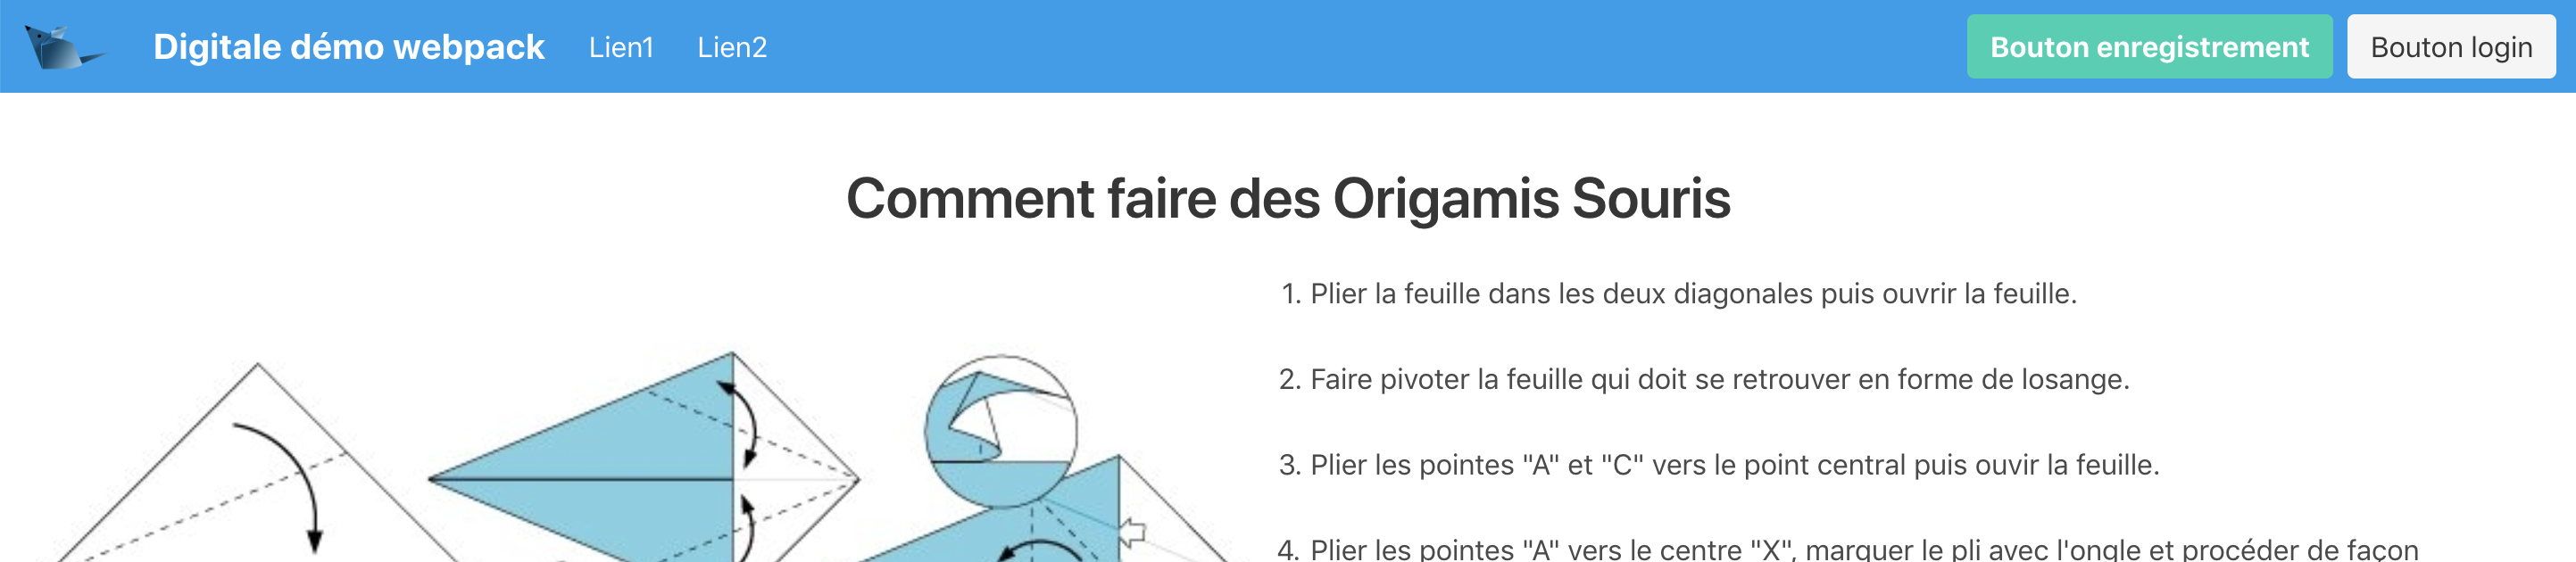 Digitale démo webpack
Lien1
Lien2
Bouton enregistrement
Bouton login
Comment faire des Origamis Souris
1. Plier la feuille dans les deux diagonales puis ouvrir la feuille.
2. Faire pivoter la feuille qui doit se retrouver en forme de losange.
3. Plier les pointes "A" et "C" vers le point central puis ouvir la feuille.
4. Plier les pointes "A" vers le centre "X", marquer le pli avec l'ongle et procéder de façon